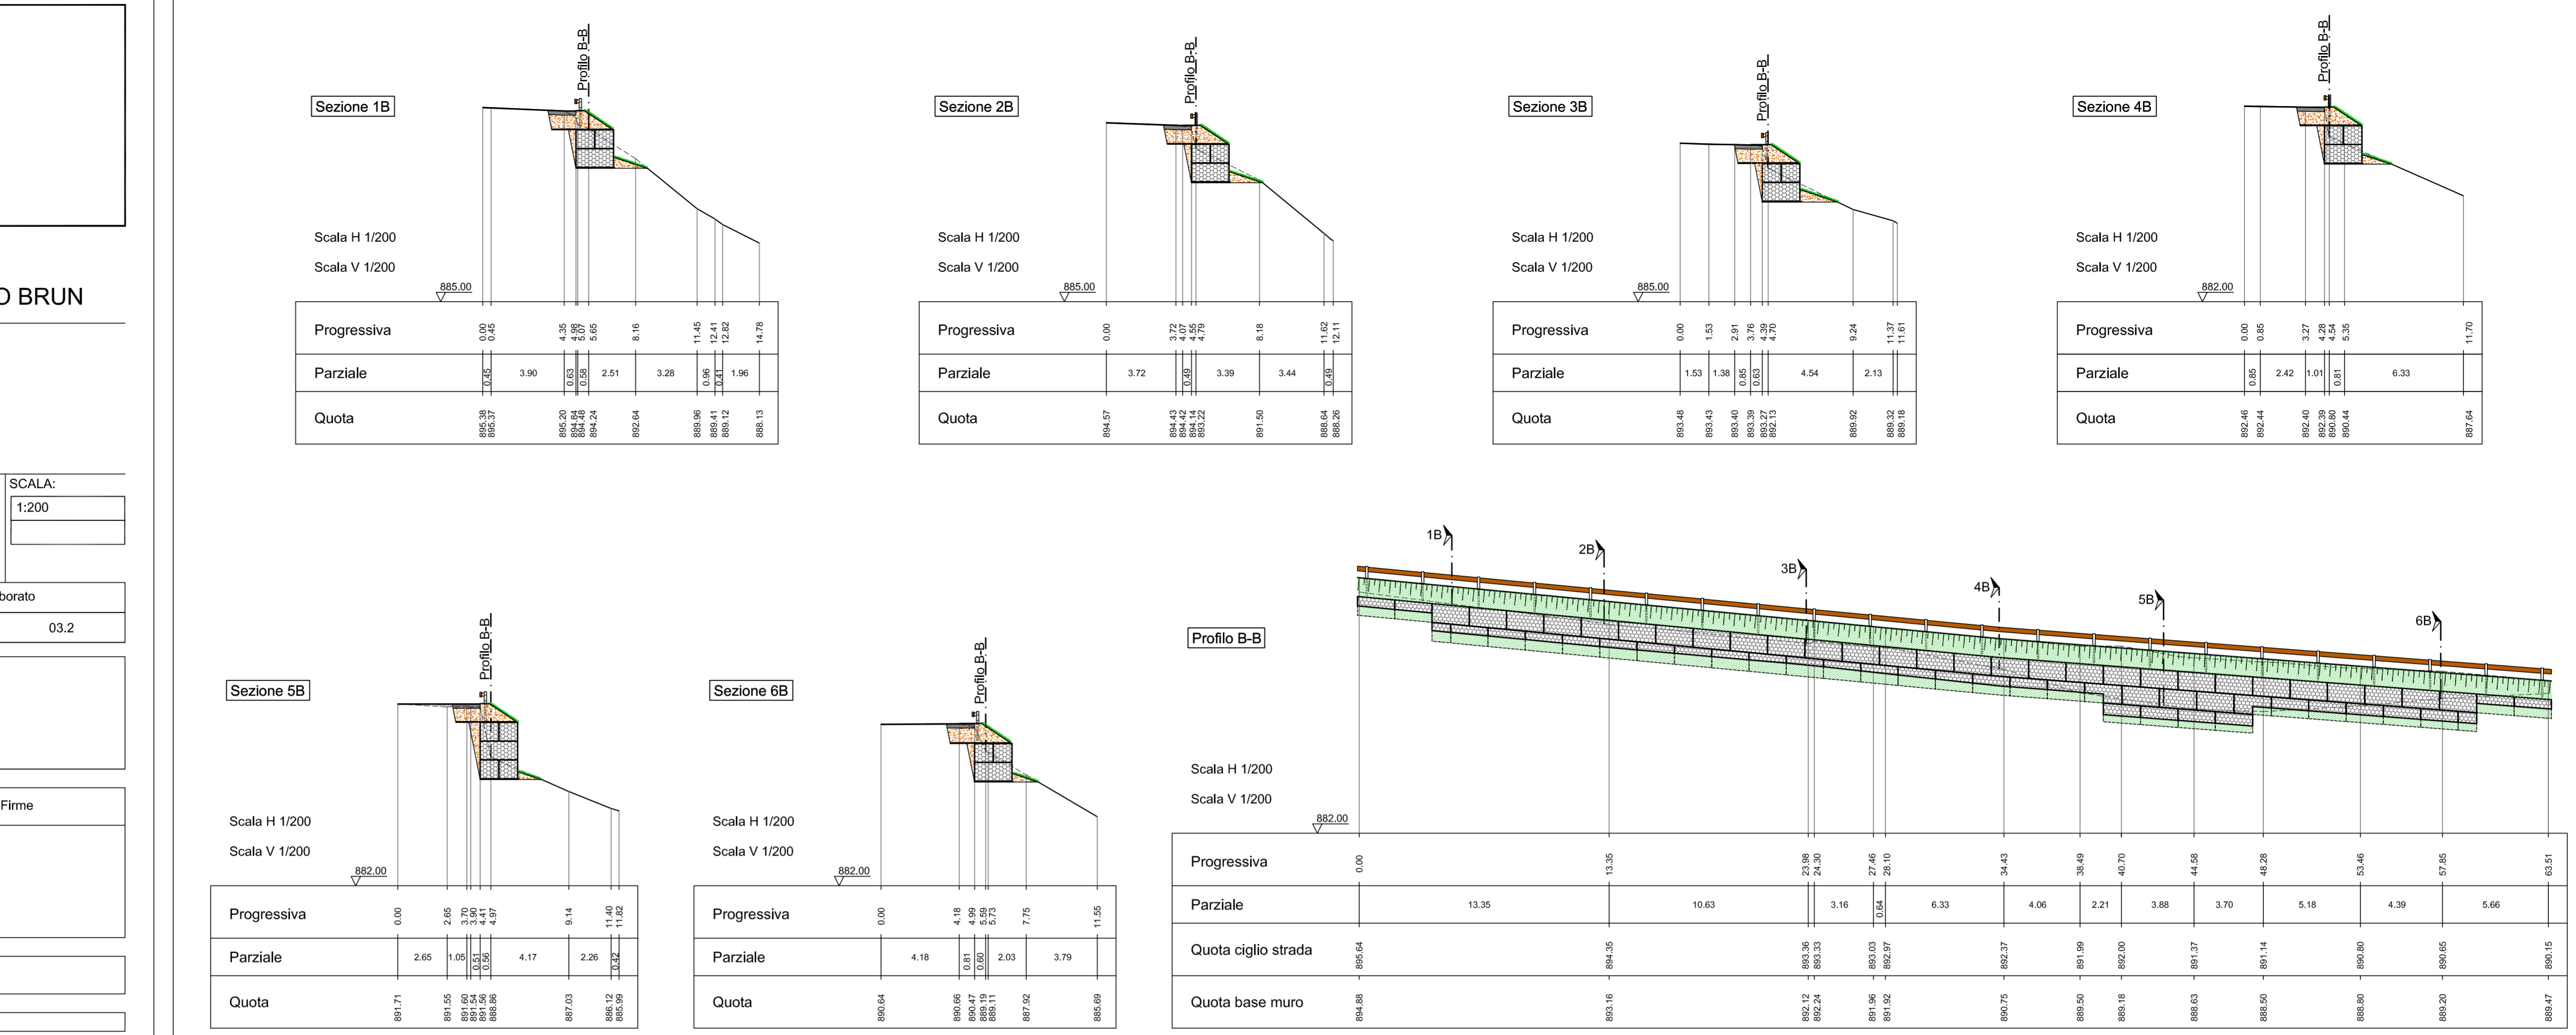 O BRUN
SCALA:
1:200
borato
03.2
Firme
Profilo B-B
Sezione 1B
Scala H 1/200
Scala V 1/200
885.00
Progressiva 0.00 0.45 4.35 4.98 5.07 5.65 8.16 11.45 12.41 12.82 14.78
Parziale 0.45 3.90 0.63 0.58 2.51 3.28 0.96 0.41 1.96
Quota 895.38 895.37 895.20 894.84 894.48 894.24 892.64 889.96 889.41 889.12 888.13
Profilo B-B
Sezione 2B
Scala H 1/200
Scala V 1/200
885.00
Progressiva 0.00 3.72 4.07 4.55 4.79 8.18 11.62 12.11
Parziale 3.72 0.49 3.39 3.44 0.49
Quota 894.57 894.43 894.42 894.14 893.22 891.50 888.64 888.26
Profilo B-B
Sezione 3B
Scala H 1/200
Scala V 1/200
885.00
Progressiva 0.00 1.53 2.91 3.76 4.39 4.70 9.24 11.37 11.61
Parziale 1.53 1.38 0.85 0.63 4.54 2.13
Quota 893.48 893.43 893.40 893.39 893.27 892.13 889.92 889.32 889.18
Profilo B-B
Sezione 4B
Scala H 1/200
Scala V 1/200
882.00
Progressiva 0.00 0.85 3.27 4.28 4.54 5.35 11.70
Parziale 0.85 2.42 1.01 0.81 6.33
Quota 892.46 892.44 892.40 892.39 890.80 890.44 887.64
Profilo B-B
Sezione 5B
Scala H 1/200
Scala V 1/200
882.00
Progressiva 0.00 2.65 3.70 3.90 4.41 4.97 9.14 11.40 11.82
Parziale 2.65 1.05 0.51 0.56 4.17 2.26 0.42
Quota 891.71 891.55 891.60 891.54 891.56 888.86 887.03 886.12 885.99
Profilo B-B
Sezione 6B
Scala H 1/200
Scala V 1/200
882.00
Progressiva 0.00 4.18 4.99 5.59 5.73 7.75 11.55
Parziale 4.18 0.81 0.60 2.03 3.79
Quota 890.64 890.66 890.47 889.19 889.11 887.92 885.69
1B
2B
3B
4B
5B
6B
Profilo B-B
Scala H 1/200
Scala V 1/200
882.00
Progressiva 0.00 13.35 23.98 24.30 27.46 28.10 34.43 38.49 40.70 44.58 48.28 53.46 57.85 63.51
Parziale 13.35 10.63 3.16 0.64 6.33 4.06 2.21 3.88 3.70 5.18 4.39 5.66
Quota ciglio strada 895.64 894.35 893.36 893.33 893.03 892.97 892.37 891.99 892.00 891.37 891.14 890.80 890.65 890.15
Quota base muro 894.88 893.16 892.12 892.24 891.96 891.92 890.75 889.50 889.18 888.63 888.50 888.80 889.20 889.47